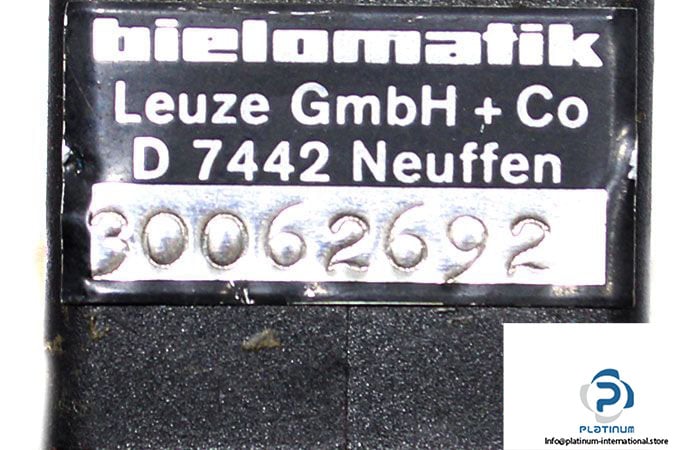 bielomatik
Leuze GmbH + Co
D 7442 Neuffen
30062692
PLATINUM
Info@platinum-international.store